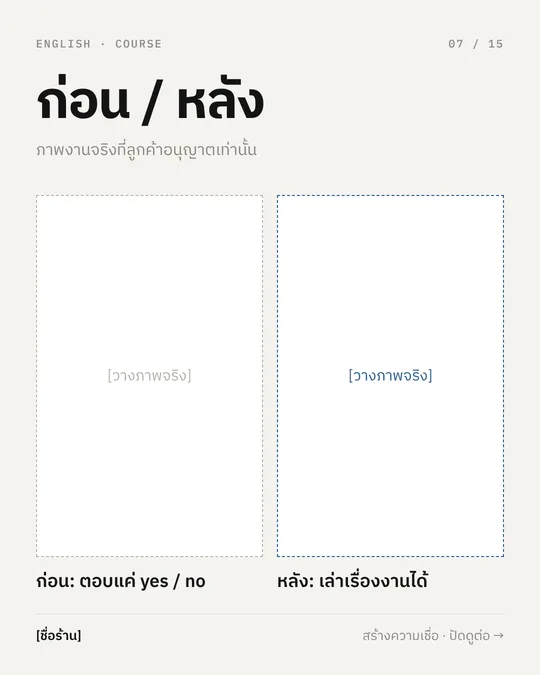 ENGLISH · COURSE
07 / 15
ก่อน / หลัง
ภาพงานจริงที่ลูกค้าอนุญาตเท่านั้น
[วางภาพจริง]
[วางภาพจริง]
ก่อน: ตอบแค่ yes / no
หลัง: เล่าเรื่องงานได้
[ชื่อร้าน]
สร้างความเชื่อ · ปัดดูต่อ →